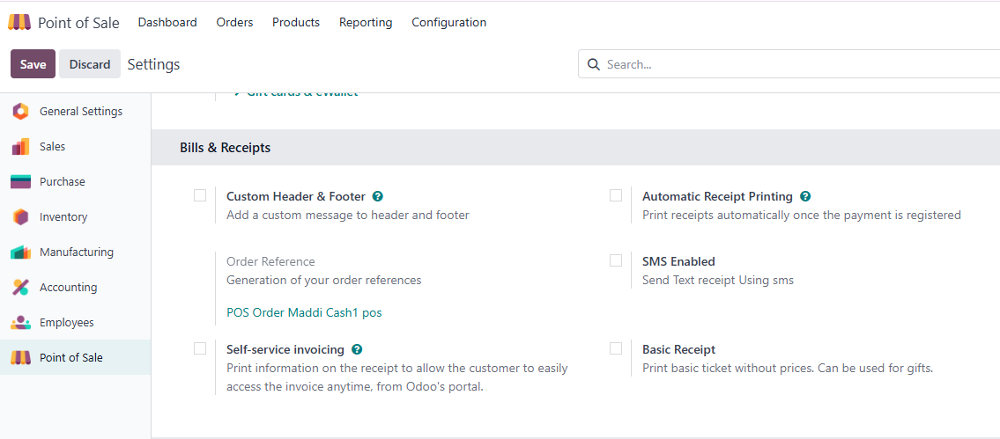 Point of Sale Dashboard Orders Products Reporting Configuration
Save Discard Settings Search...
Gift cards & eWallet
General Settings
Sales
Purchase
Inventory
Manufacturing
Accounting
Employees
Point of Sale
Bills & Receipts
Custom Header & Footer ?
Add a custom message to header and footer
Automatic Receipt Printing ?
Print receipts automatically once the payment is registered
Order Reference
Generation of your order references
POS Order Maddi Cash1 pos
SMS Enabled
Send Text receipt Using sms
Self-service invoicing ?
Print information on the receipt to allow the customer to easily
access the invoice anytime, from Odoo's portal.
Basic Receipt
Print basic ticket without prices. Can be used for gifts.